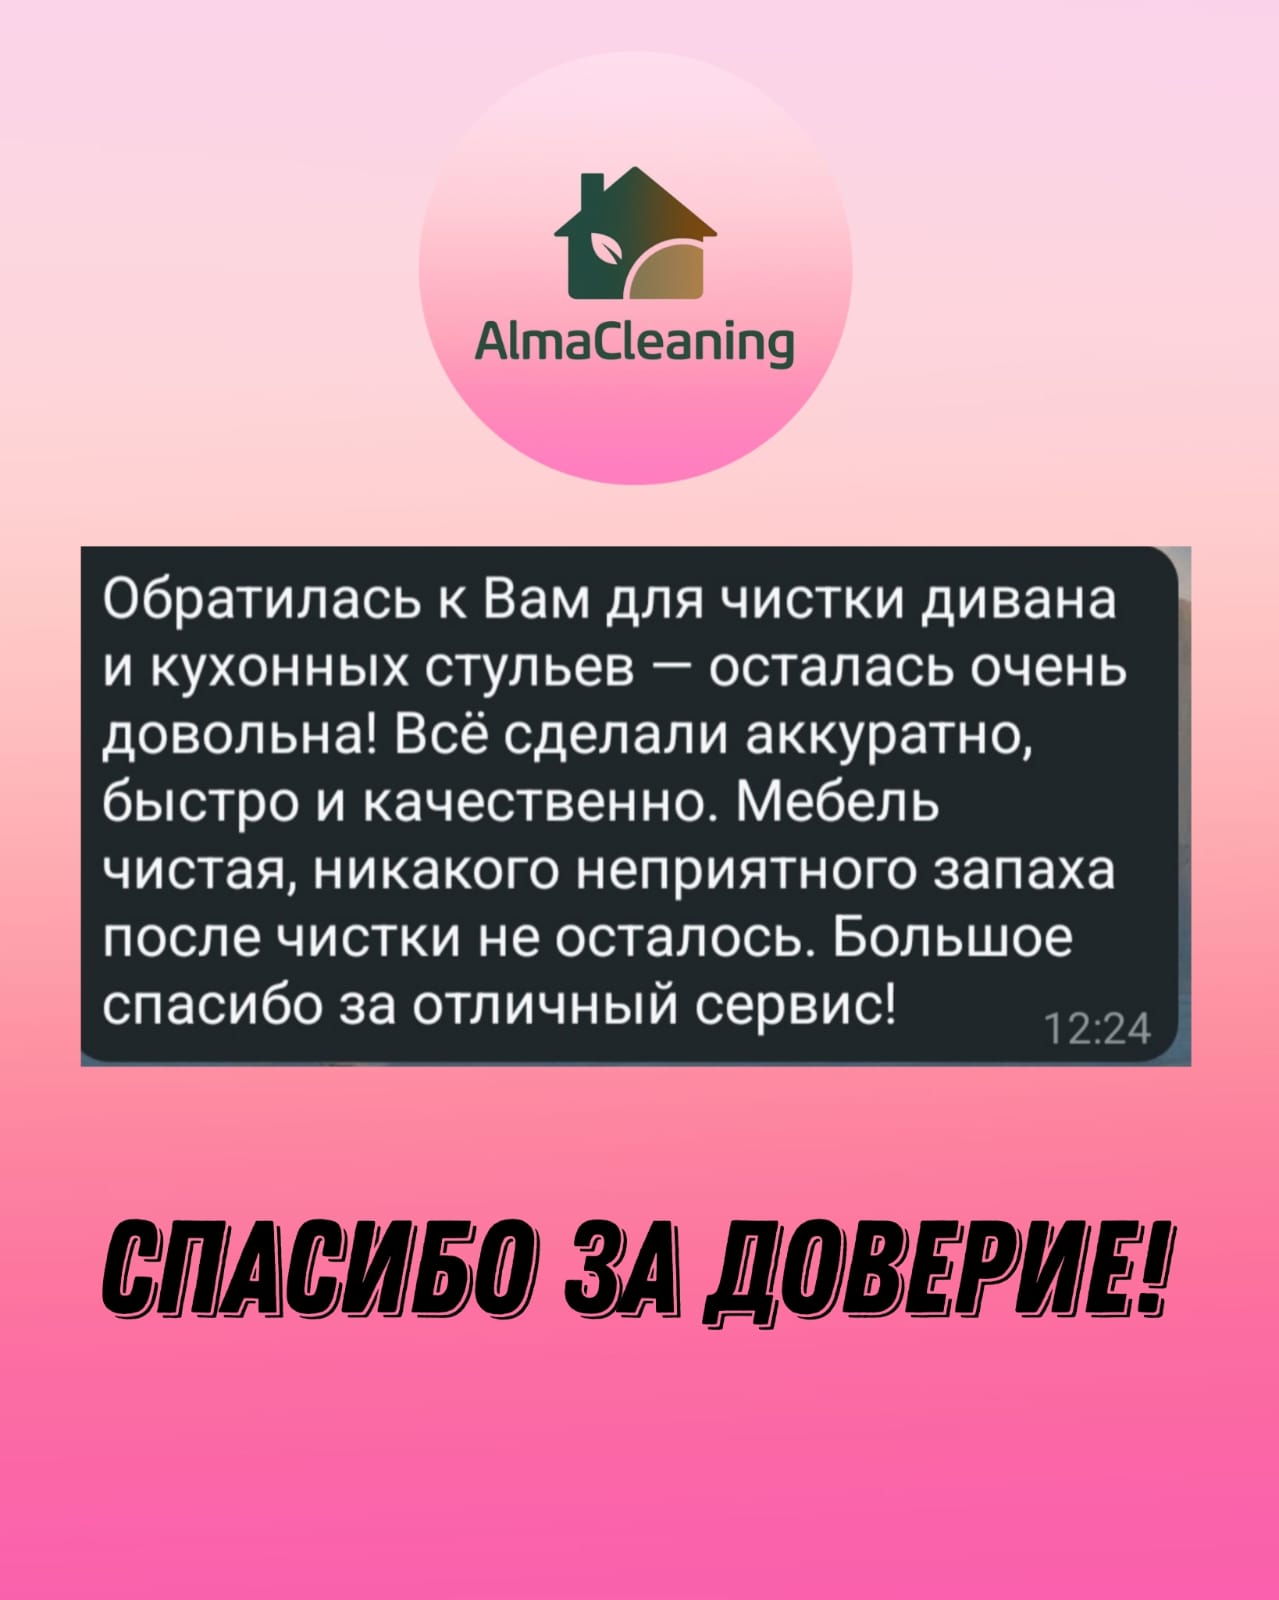 AlmaCleaning
Обратилась к Вам для чистки дивана
и кухонных стульев — осталась очень
довольна! Всё сделали аккуратно,
быстро и качественно. Мебель
чистая, никакого неприятного запаха
после чистки не осталось. Большое
спасибо за отличный сервис!
12:24
СПАСИБО ЗА ДОВЕРИЕ!